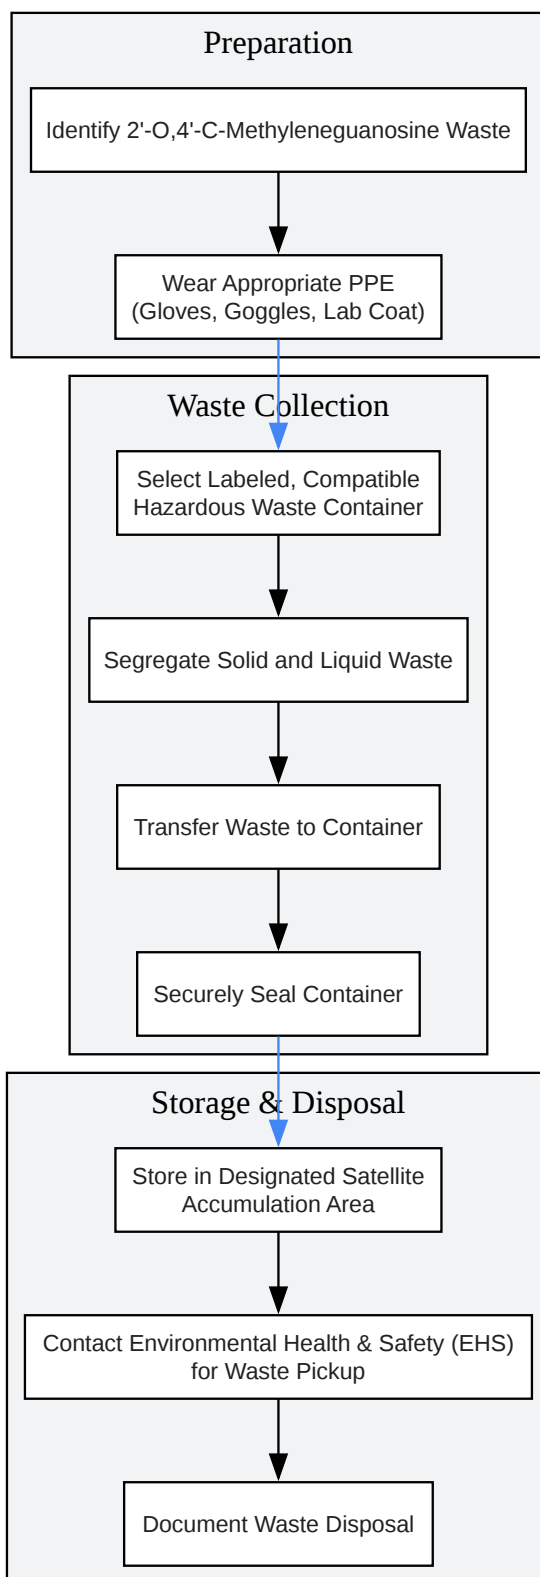 Preparation
Identify 2'-O,4'-C-Methyleneguanosine Waste
Wear Appropriate PPE
(Gloves, Goggles, Lab Coat)
Waste Collection
Select Labeled, Compatible
Hazardous Waste Container
Segregate Solid and Liquid Waste
Transfer Waste to Container
Securely Seal Container
Storage & Disposal
Store in Designated Satellite
Accumulation Area
Contact Environmental Health & Safety (EHS)
for Waste Pickup
Document Waste Disposal